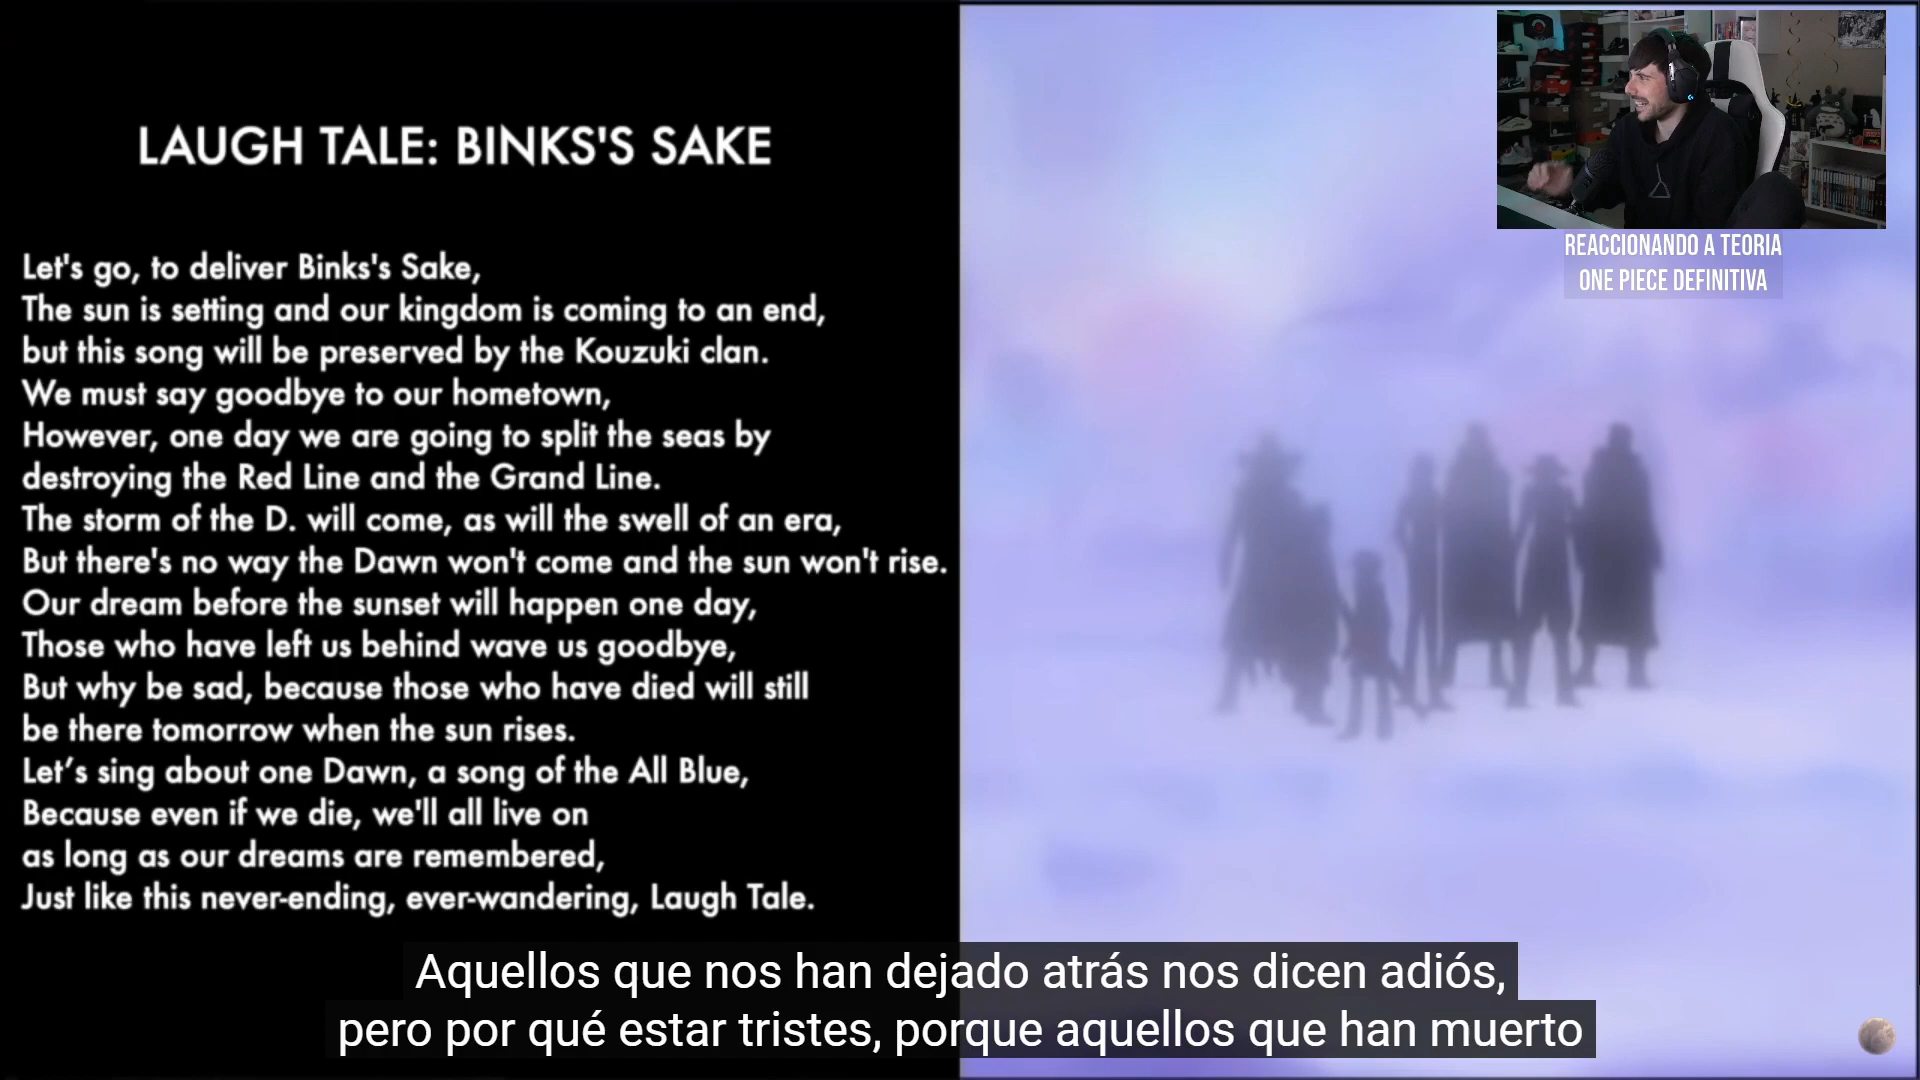 LAUGH TALE: BINKS'S SAKE
Let's go, to deliver Binks's Sake,
The sun is setting and our kingdom is coming to an end,
but this song will be preserved by the Kouzuki clan.
We must say goodbye to our hometown,
However, one day we are going to split the seas by
destroying the Red Line and the Grand Line.
The storm of the D. will come, as will the swell of an era,
But there's no way the Dawn won't come and the sun won't rise.
Our dream before the sunset will happen one day,
Those who have left us behind wave us goodbye,
But why be sad, because those who have died will still
be there tomorrow when the sun rises.
Let’s sing about one Dawn, a song of the All Blue,
Because even if we die, we'll all live on
as long as our dreams are remembered,
Just like this never-ending, ever-wandering, Laugh Tale.
REACCIONANDO A TEORIA
ONE PIECE DEFINITIVA
Aquellos que nos han dejado atrás nos dicen adiós,
pero por qué estar tristes, porque aquellos que han muerto